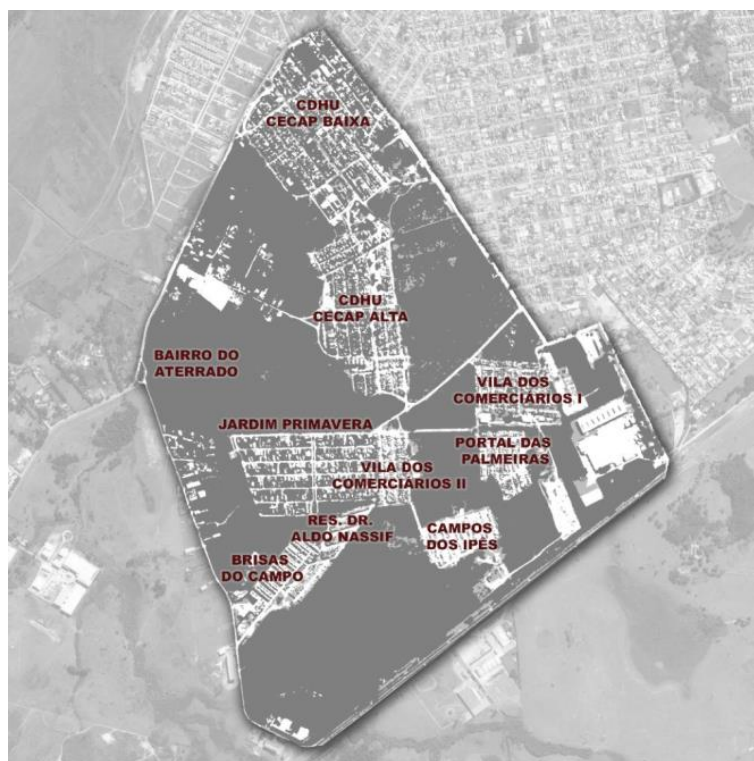 CDHU
CECAP BAIXA
CDHU
CECAP ALTA
BAIRRO DO
ATERRADO
VILA DOS
COMERCIÁRIOS I
JARDIM PRIMAVERA
PORTAL DAS
PALMEIRAS
VILA DOS
COMERCIÁRIOS II
RES. DR.
ALDO NASSIF
CAMPOS
DOS IPÊS
BRISAS
DO CAMPO